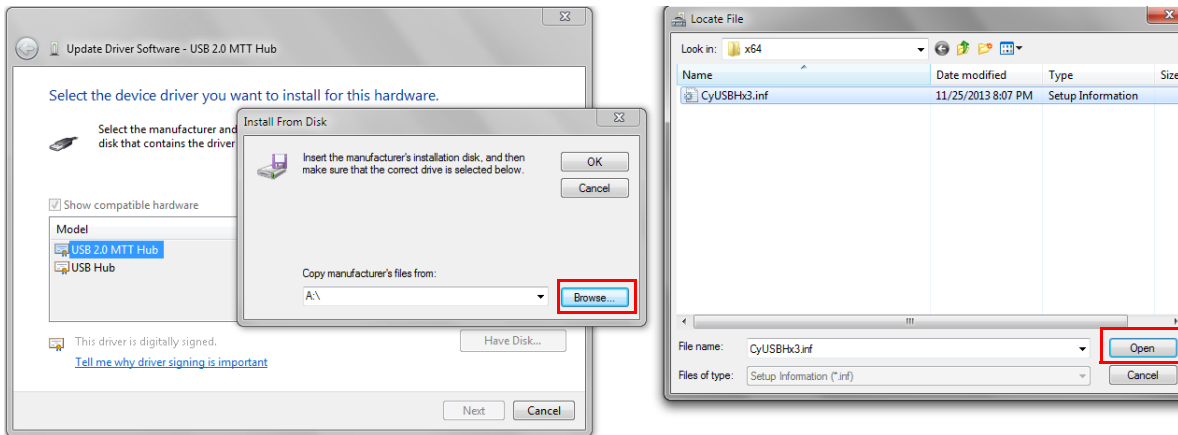 Update Driver Software - USB 2.0 MTT Hub
Select the device driver you want to install for this hardware.
Select the manufacturer and
disk that contains the driver
Show compatible hardware
Model
USB 2.0 MTT Hub
USB Hub
This driver is digitally signed.
Tell me why driver signing is important
Have Disk...
Next
Cancel
Install From Disk
Insert the manufacturer's installation disk, and then
make sure that the correct drive is selected below.
OK
Cancel
Copy manufacturer's files from:
A:\
Browse...
Locate File
Look in:
x64
Name
Date modified
Type
Size
CyUSBHx3.inf
11/25/2013 8:07 PM
Setup Information
File name:
CyUSBHx3.inf
Open
Files of type:
Setup Information (*.inf)
Cancel